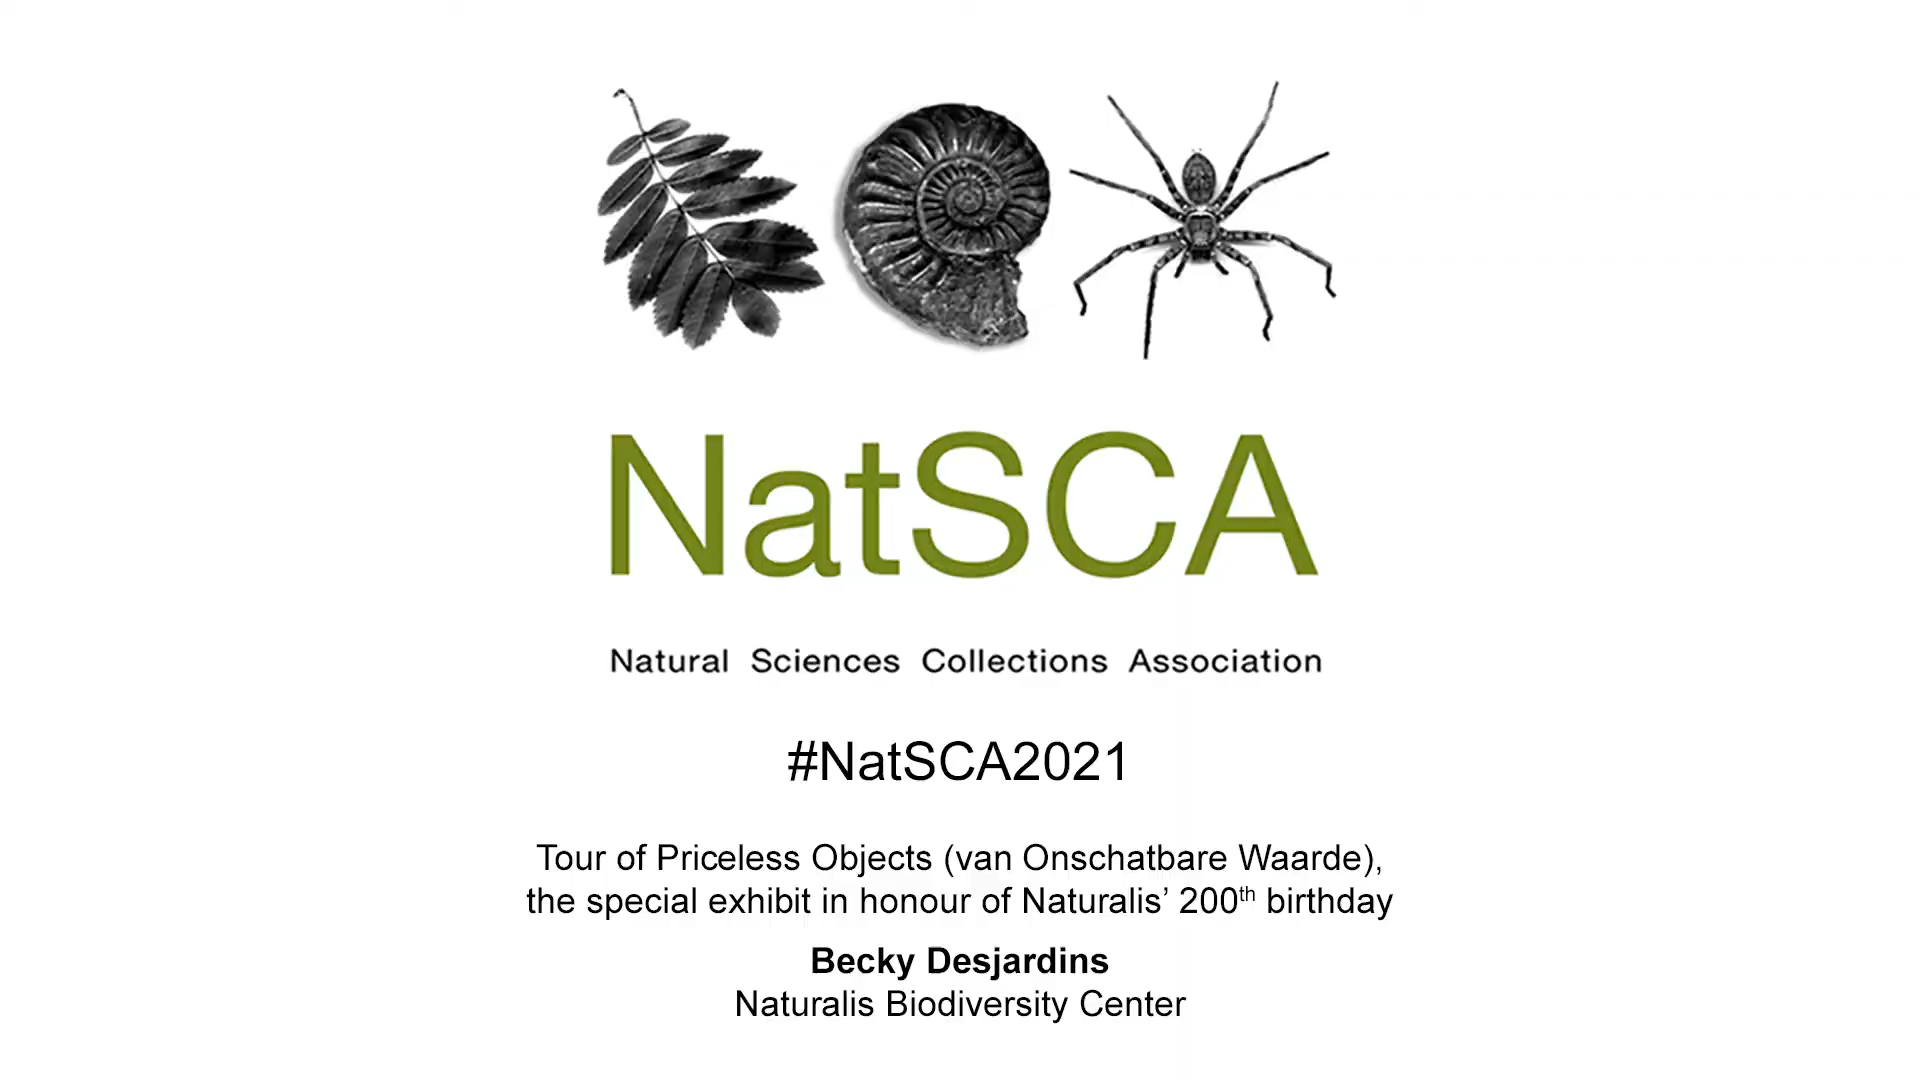 NatSCA
Natural Sciences Collections Association
#NatSCA2021
Tour of Priceless Objects (van Onschatbare Waarde),
the special exhibit in honour of Naturalis’ 200th birthday
Becky Desjardins
Naturalis Biodiversity Center